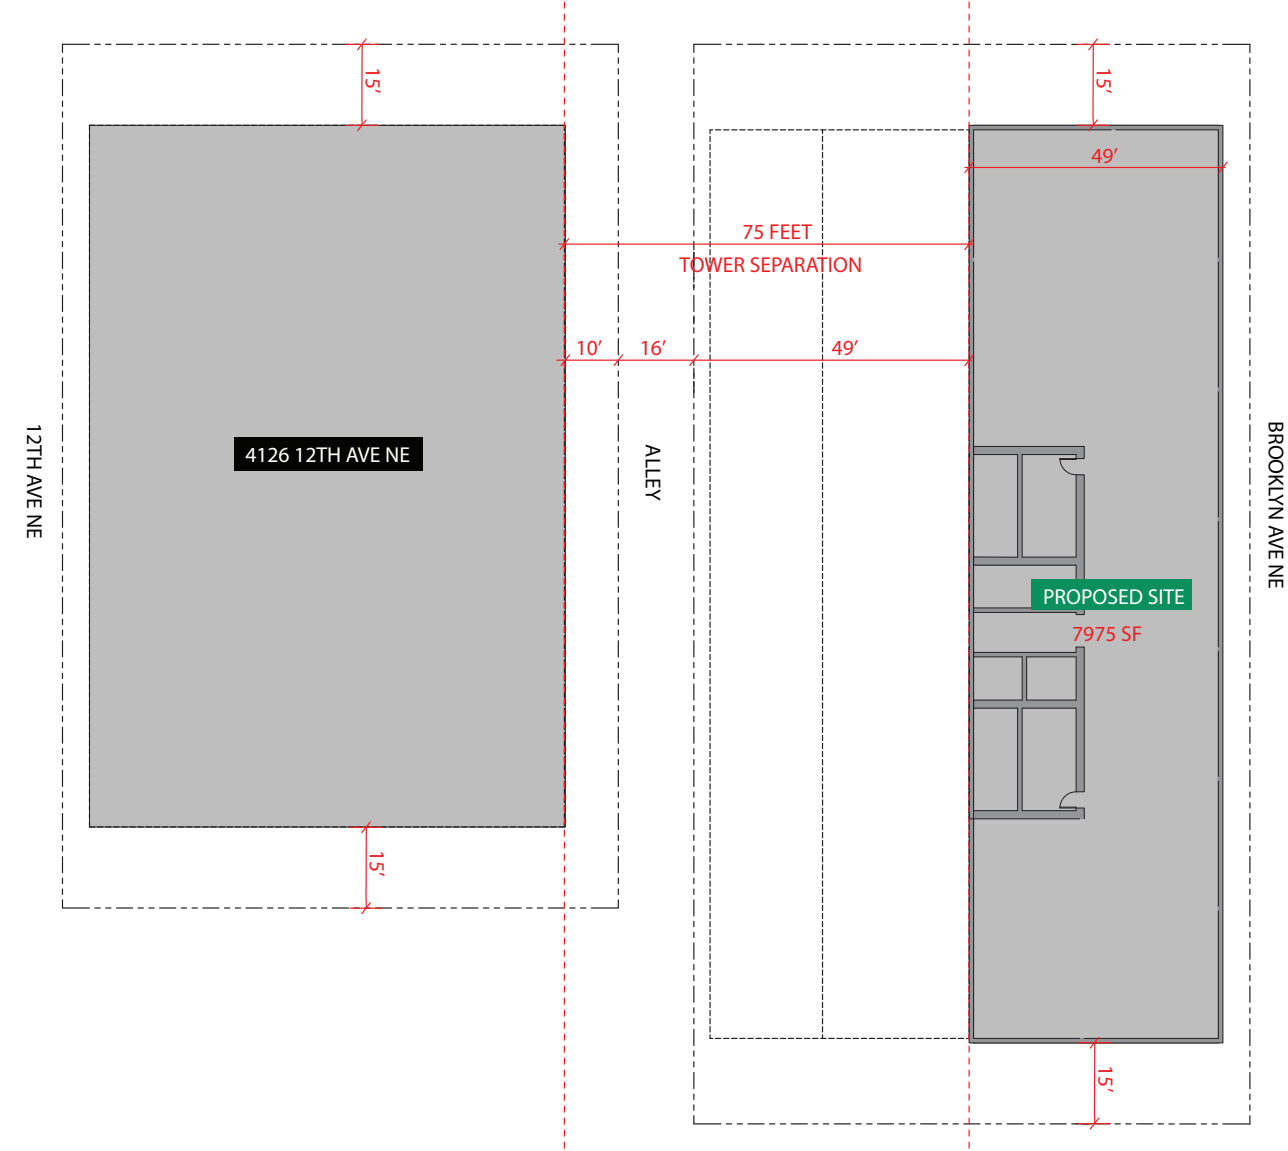 15’
15’
49’
75 FEET
TOWER SEPARATION
10’
16’
49’
12TH AVE NE
4126 12TH AVE NE
ALLEY
BROOKLYN AVE NE
PROPOSED SITE
7975 SF
15’
15’